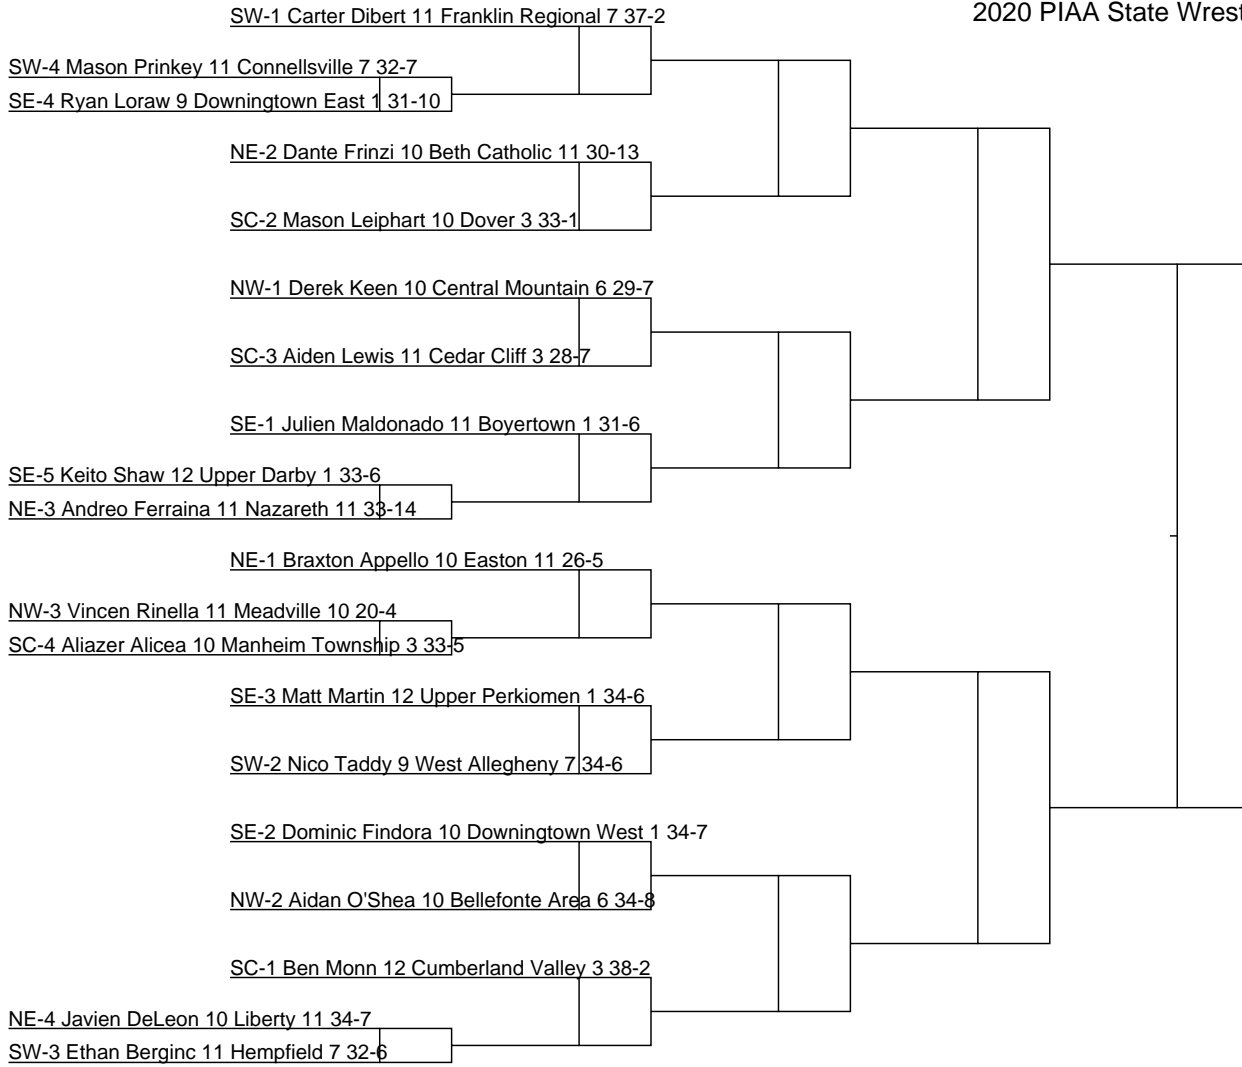 SW-1 Carter Dibert 11 Franklin Regional 7 37-2
2020 PIAA State Wrest
SW-4 Mason Prinkey 11 Connellsville 7 32-7
SE-4 Ryan Loraw 9 Downingtown East 1 31-10
NE-2 Dante Frinzi 10 Beth Catholic 11 30-13
SC-2 Mason Leiphart 10 Dover 3 33-1
NW-1 Derek Keen 10 Central Mountain 6 29-7
SC-3 Aiden Lewis 11 Cedar Cliff 3 28-7
SE-1 Julien Maldonado 11 Boyertown 1 31-6
SE-5 Keito Shaw 12 Upper Darby 1 33-6
NE-3 Andreo Ferraina 11 Nazareth 11 33-14
NE-1 Braxton Appello 10 Easton 11 26-5
NW-3 Vincen Rinella 11 Meadville 10 20-4
SC-4 Aliazer Alicea 10 Manheim Township 3 33-5
SE-3 Matt Martin 12 Upper Perkiomen 1 34-6
SW-2 Nico Taddy 9 West Allegheny 7 34-6
SE-2 Dominic Findora 10 Downingtown West 1 34-7
NW-2 Aidan O'Shea 10 Bellefonte Area 6 34-8
SC-1 Ben Monn 12 Cumberland Valley 3 38-2
NE-4 Javien DeLeon 10 Liberty 11 34-7
SW-3 Ethan Berginc 11 Hempfield 7 32-6